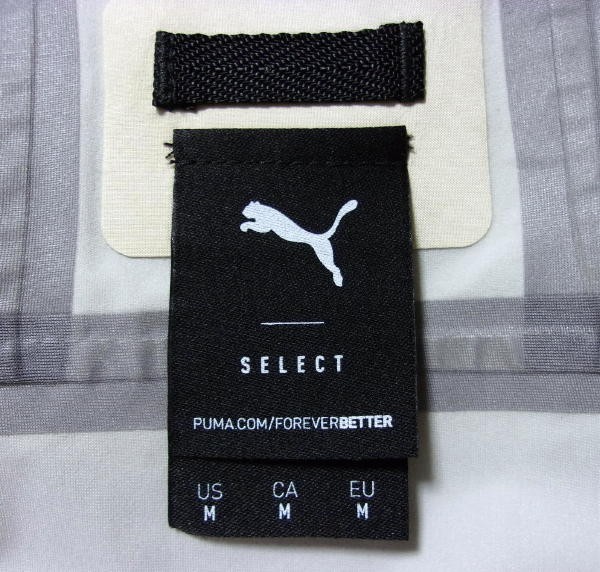 SELECT
PUMA.COM/FOREVERBETTER
US CA EU
M M M